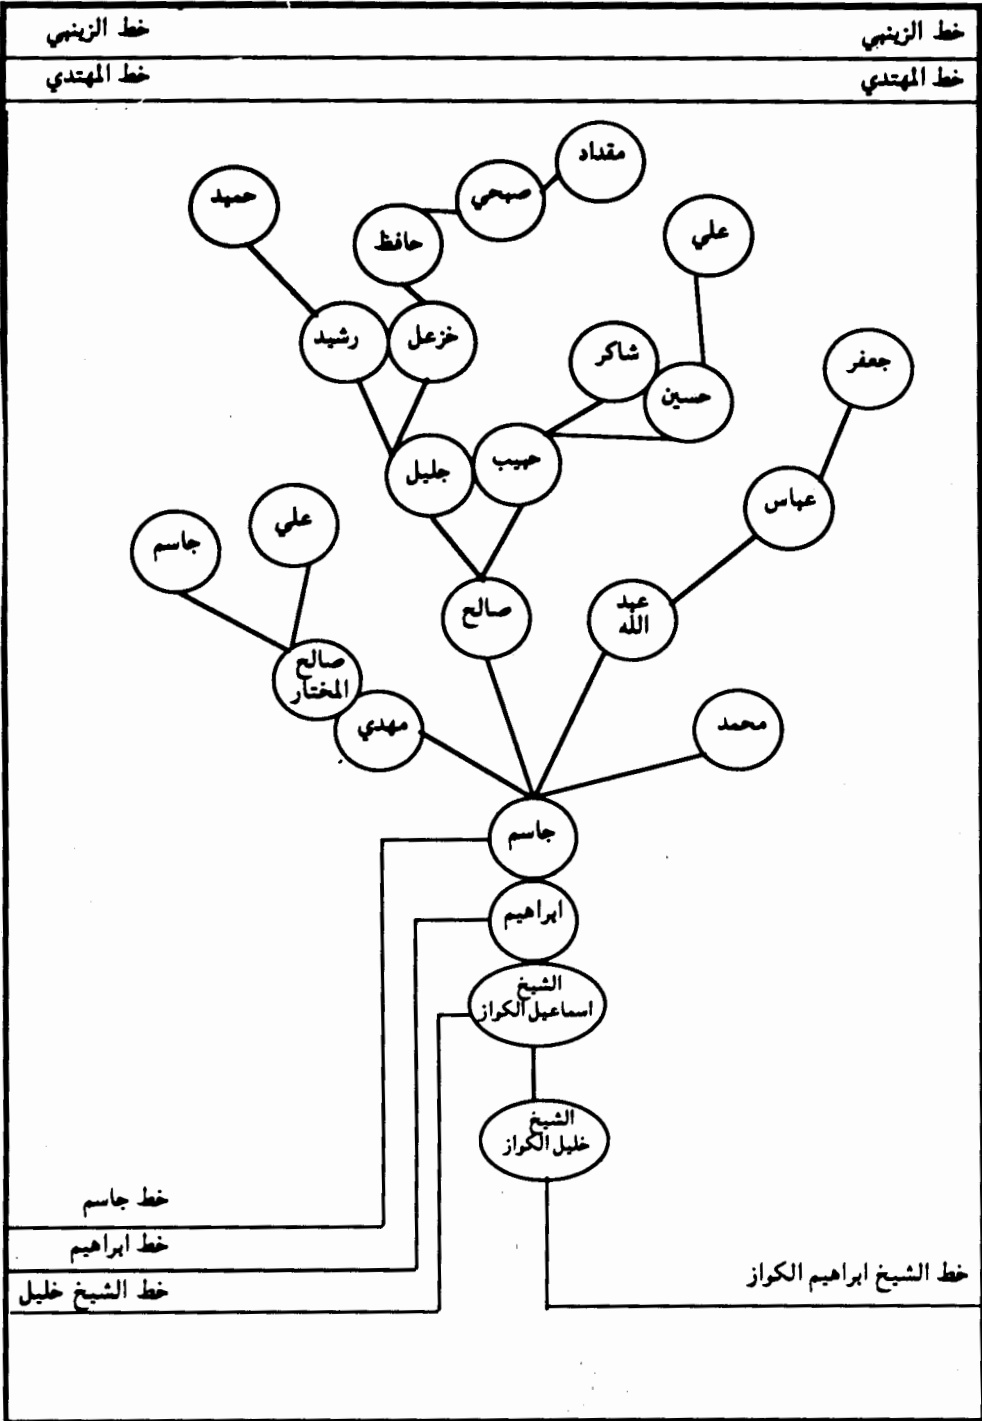 خط الزينبي
خط الزينبي
خط المهتدي
خط المهتدي
مقداد
صبحي
حميد
حافظ
علي
خزعل
رشيد
شاكر
جعفر
حسين
حبيب
جليل
عباس
علي
جاسم
صالح
عبد
الله
صالح
المختار
محمد
مهدي
جاسم
ابراهيم
الشيخ
اسماعيل الكواز
الشيخ
خليل الكواز
خط جاسم
خط ابراهيم
خط الشيخ ابراهيم الكواز
خط الشيخ خليل